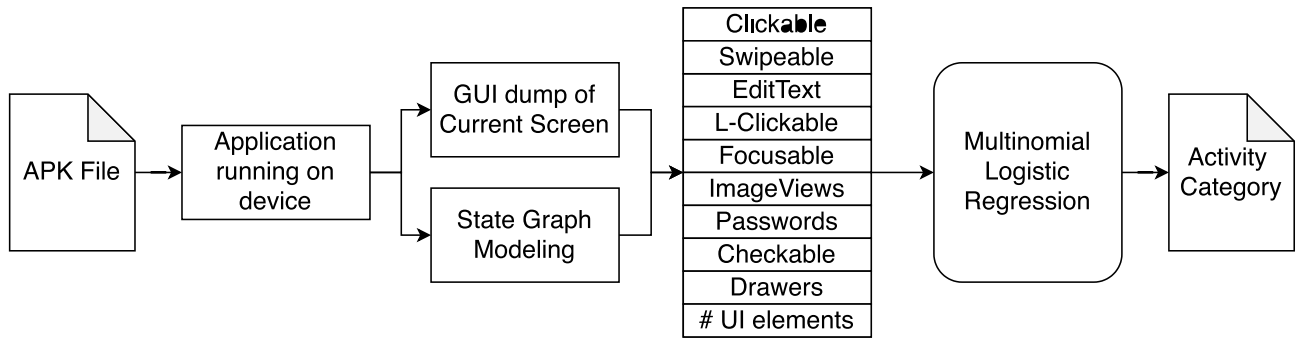 APK File
Application
running on
device
GUI dump of
Current Screen
State Graph
Modeling
Clickable
Swipeable
EditText
L-Clickable
Focusable
ImageViews
Passwords
Checkable
Drawers
# UI elements
Multinomial
Logistic
Regression
Activity
Category